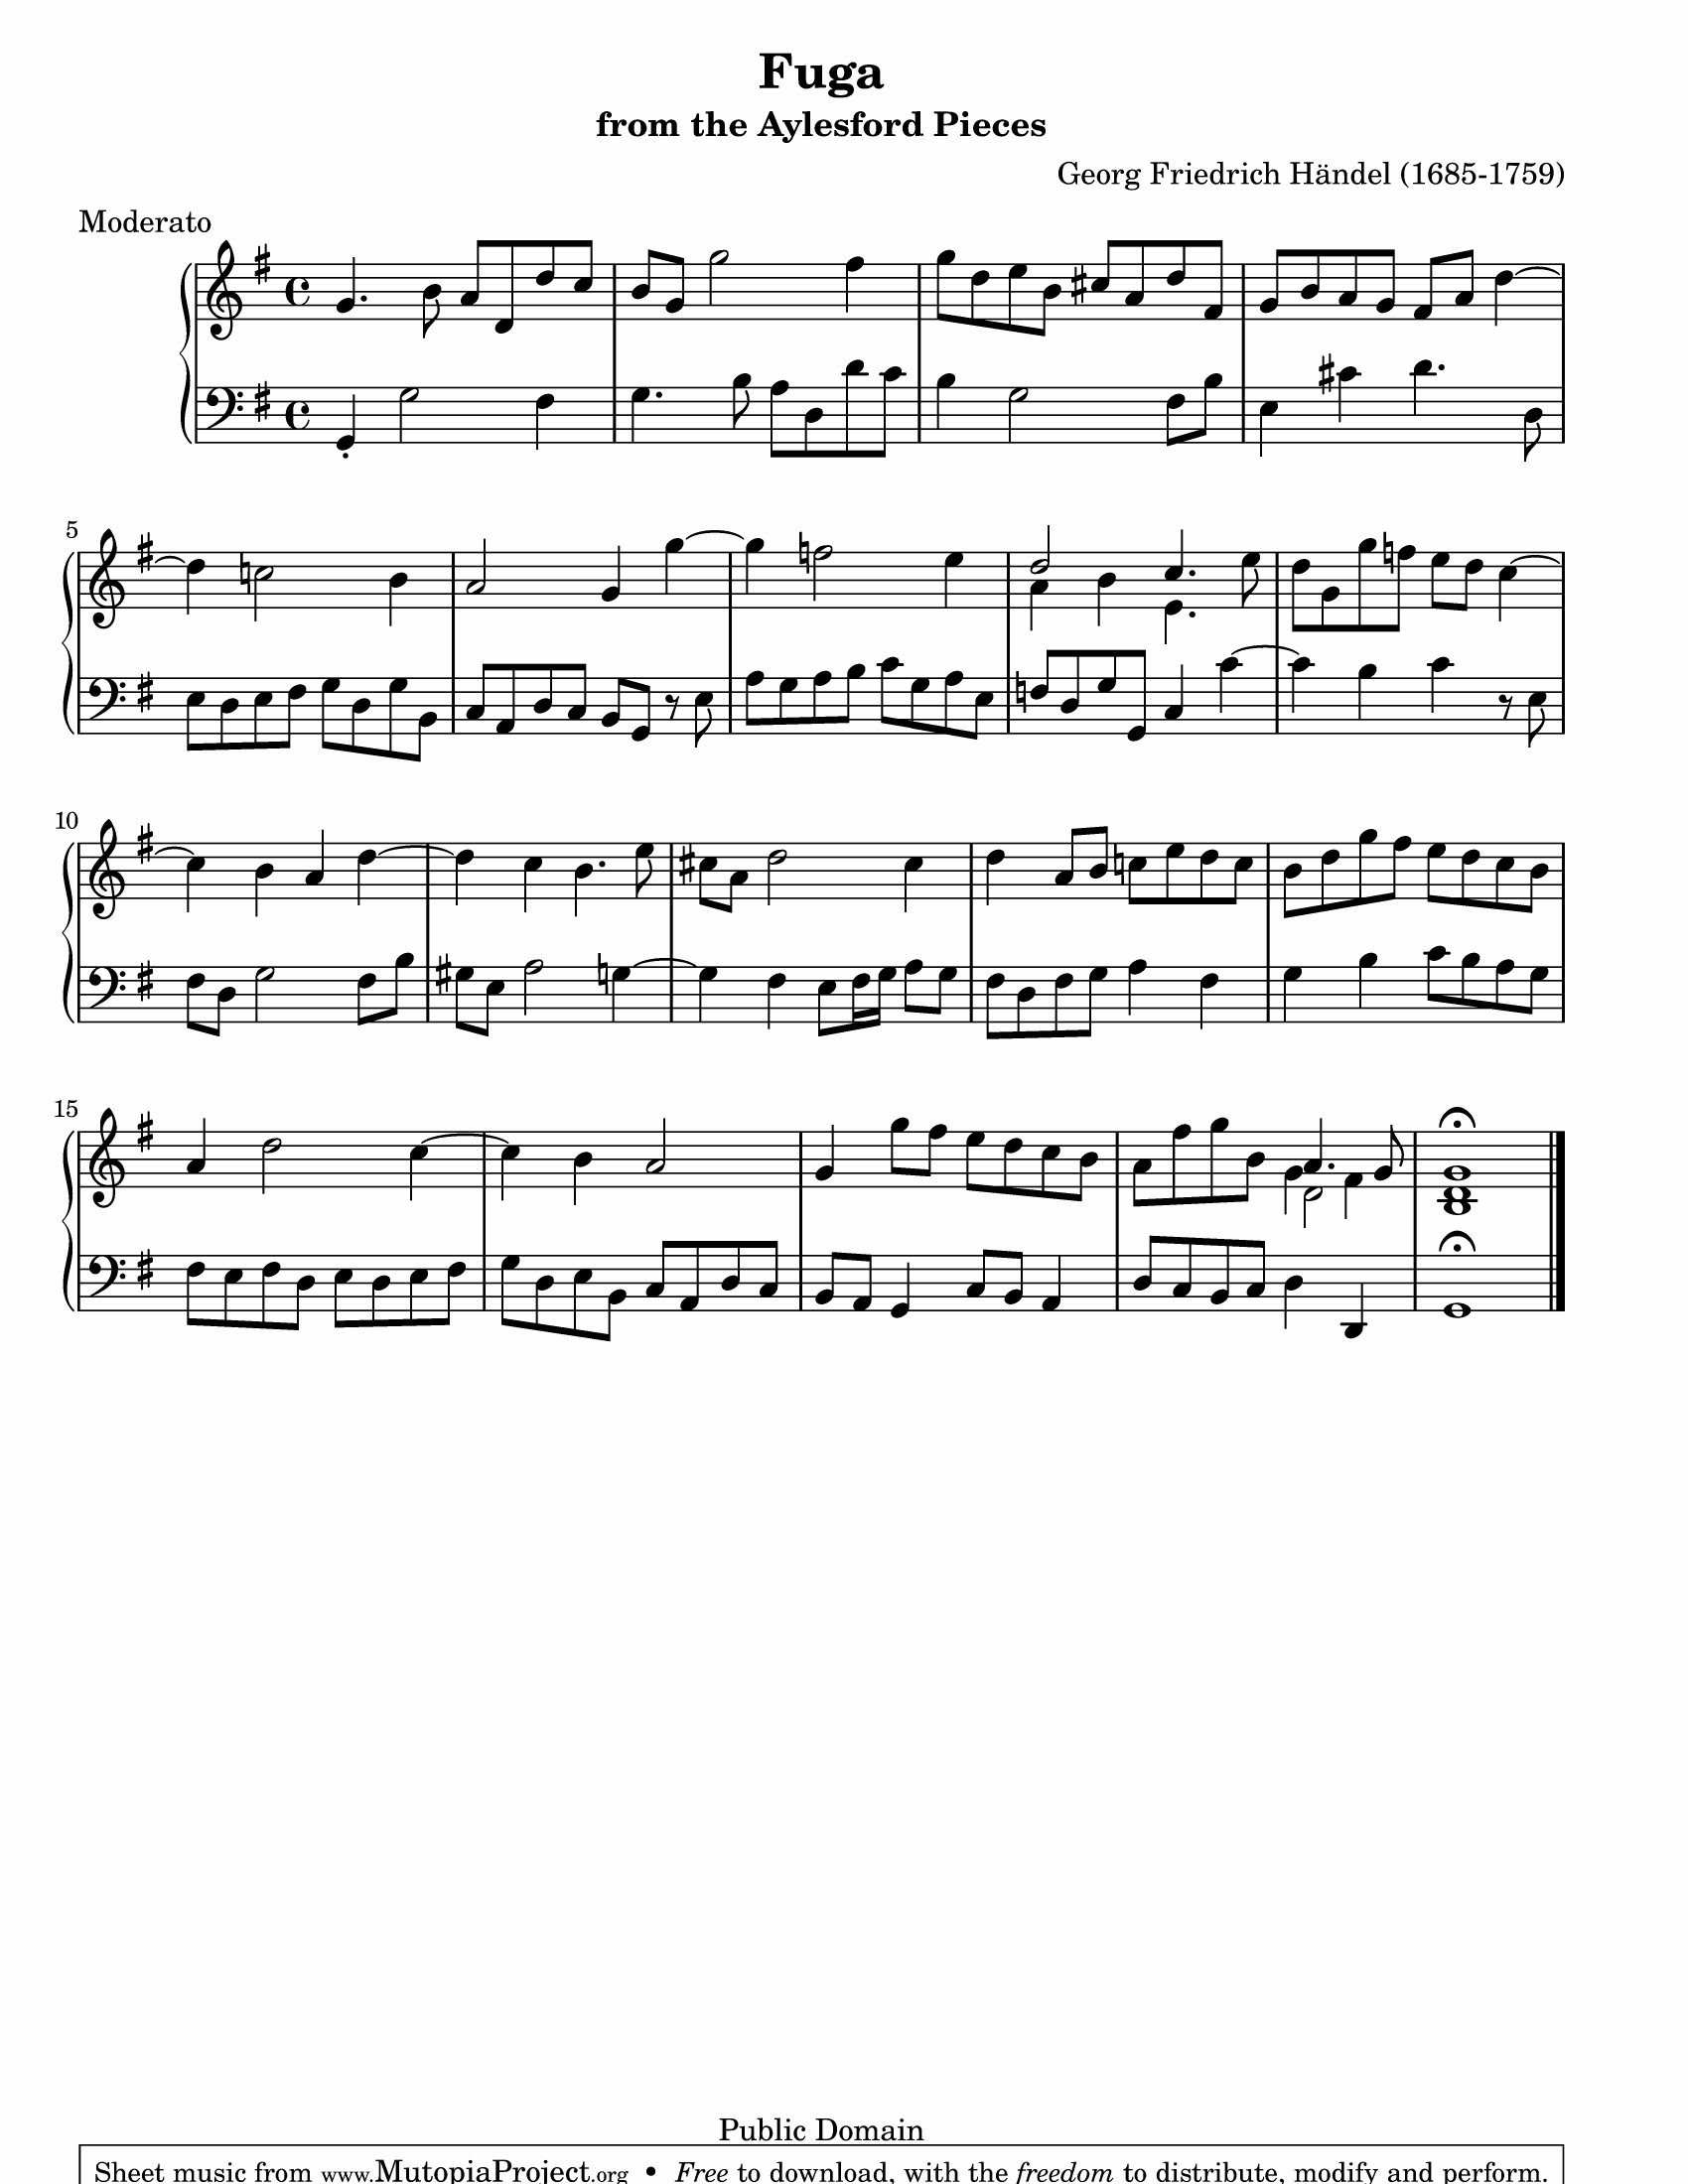 Fuga
from the Aylesford Pieces
Georg Friedrich Händel (1685-1759)
Moderato
5
10
15
Public Domain
Sheet music from www.MutopiaProject.org • Free to download, with the freedom to distribute, modify and perform.